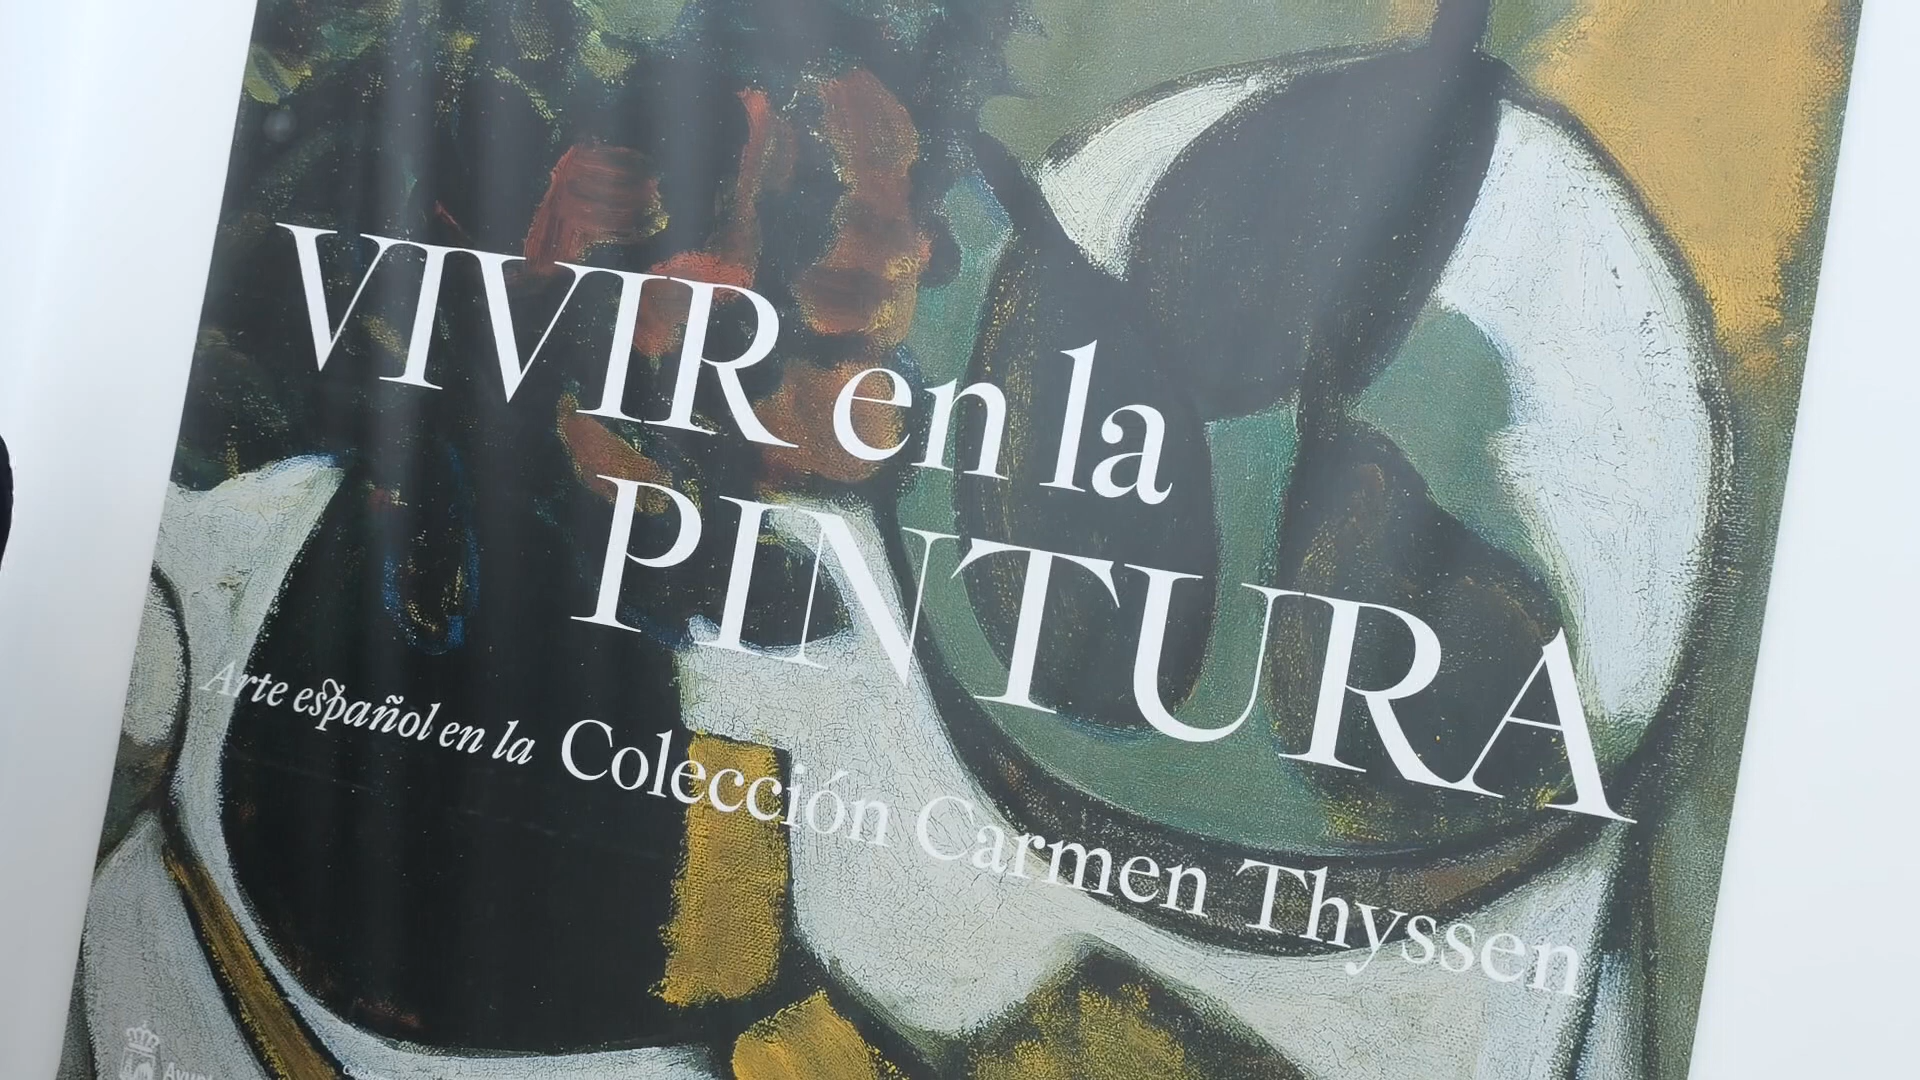 VIVIR en la
PINTURA
Arte español en la Colección Carmen Thyssen